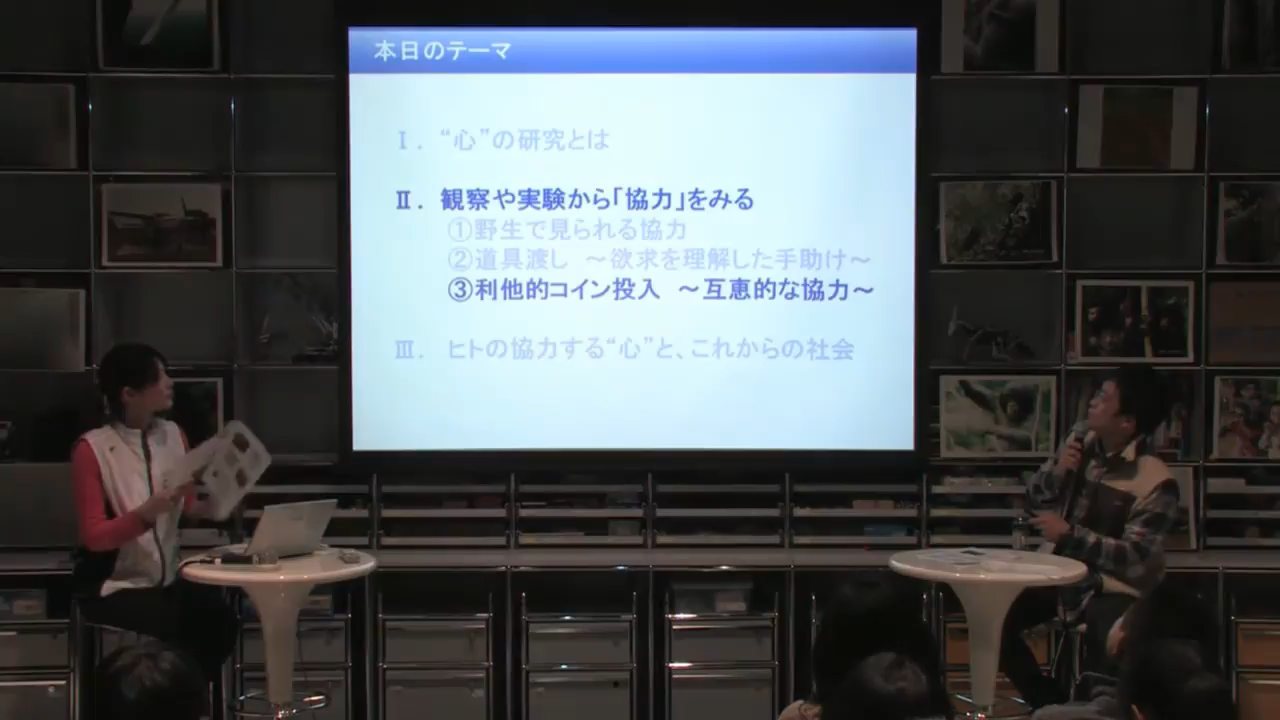 本日のテーマ
Ⅰ. “心”の研究とは
Ⅱ. 観察や実験から「協力」をみる
①野生で見られる協力
②道具渡し ～欲求を理解した手助け～
③利他的コイン投入 ～互恵的な協力～
Ⅲ. ヒトの協力する“心”と、これからの社会